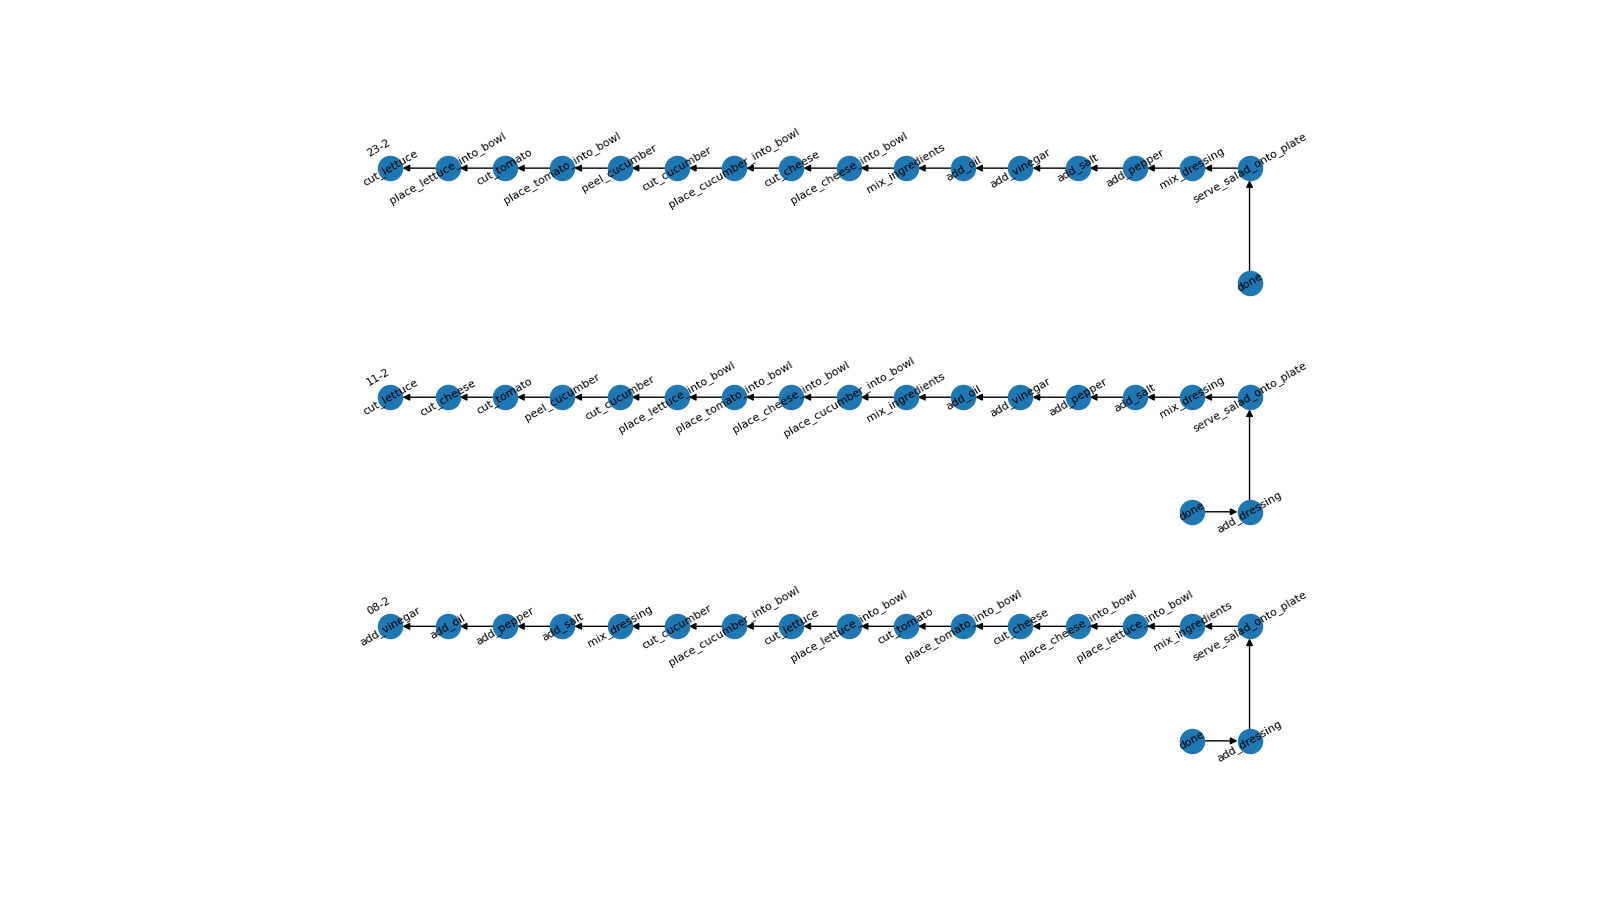 23-2
cut_lettuce
place_lettuce_into_bowl
cut_tomato
place_tomato_into_bowl
peel_cucumber
cut_cucumber
place_cucumber_into_bowl
cut_cheese
place_cheese_into_bowl
mix_ingredients
add_oil
add_vinegar
add_salt
add_pepper
mix_dressing
serve_salad_onto_plate
done
11-2
cut_lettuce
cut_cheese
cut_tomato
peel_cucumber
cut_cucumber
place_lettuce_into_bowl
place_tomato_into_bowl
place_cheese_into_bowl
place_cucumber_into_bowl
mix_ingredients
add_oil
add_vinegar
add_pepper
add_salt
mix_dressing
serve_salad_onto_plate
done
add_dressing
08-2
add_vinegar
add_oil
add_pepper
add_salt
mix_dressing
cut_cucumber
place_cucumber_into_bowl
cut_lettuce
place_lettuce_into_bowl
cut_tomato
place_tomato_into_bowl
cut_cheese
place_cheese_into_bowl
place_lettuce_into_bowl
mix_ingredients
serve_salad_onto_plate
done
add_dressing